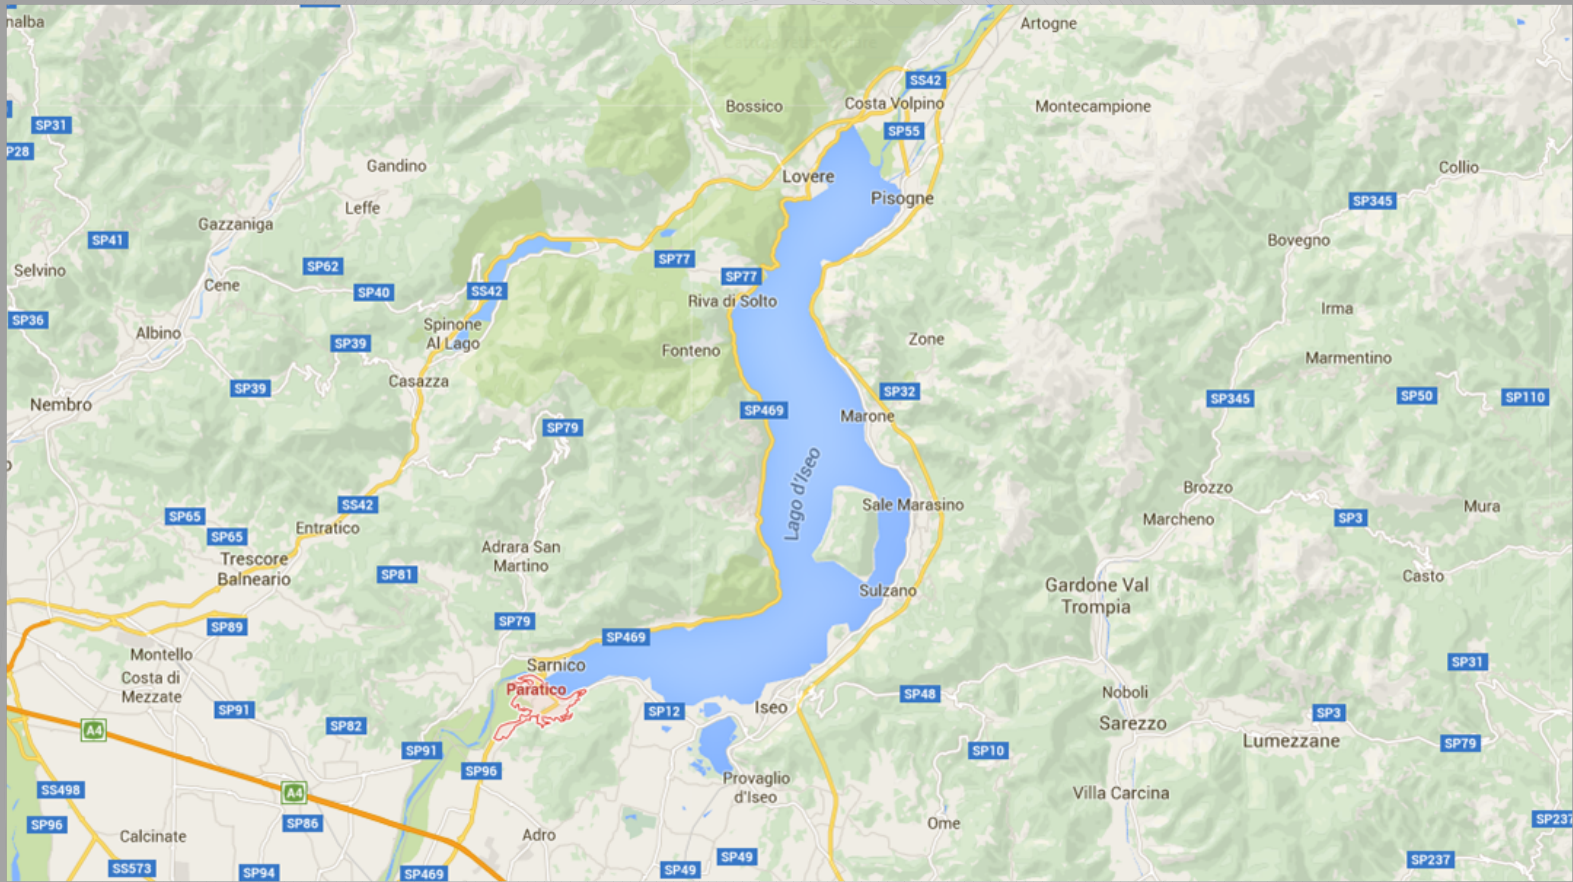 nalba
Artogne
SS42
Bossico
Costa Volpino
Montecampione
SP31
SP55
P28
Gandino
Lovere
Collio
Leffe
Pisogne
SP345
Gazzaniga
SP41
Bovegno
Selvino
SP62
SP77
SP77
Cene
SP40
SS42
Riva di Solto
SP36
Irma
Albino
Spinone
Al Lago
SP39
Zone
Fonteno
Marmentino
Casazza
SP39
SP32
SP50
SP110
SP345
Nembro
SP469
Marone
SP79
Lago d'Iseo
Brozzo
SS42
Sale Marasino
Mura
SP65
Marcheno
SP3
Entratico
SP65
Adrara San
Martino
Trescore
Balneario
SP81
Casto
Gardone Val
Trompia
Sulzano
SP79
SP89
SP469
Montello
Sarnico
SP31
Costa di
Mezzate
Paratico
SP48
Noboli
SP91
SP12
Iseo
SP3
SP82
Sarezzo
A4
Lumezzane
SP79
SP91
SP10
SP96
Provaglio
d'Iseo
SS498
A4
Villa Carcina
SP96
SP86
Ome
SP237
Calcinate
Adro
SP49
SP237
SS573
SP94
SP469
SP49